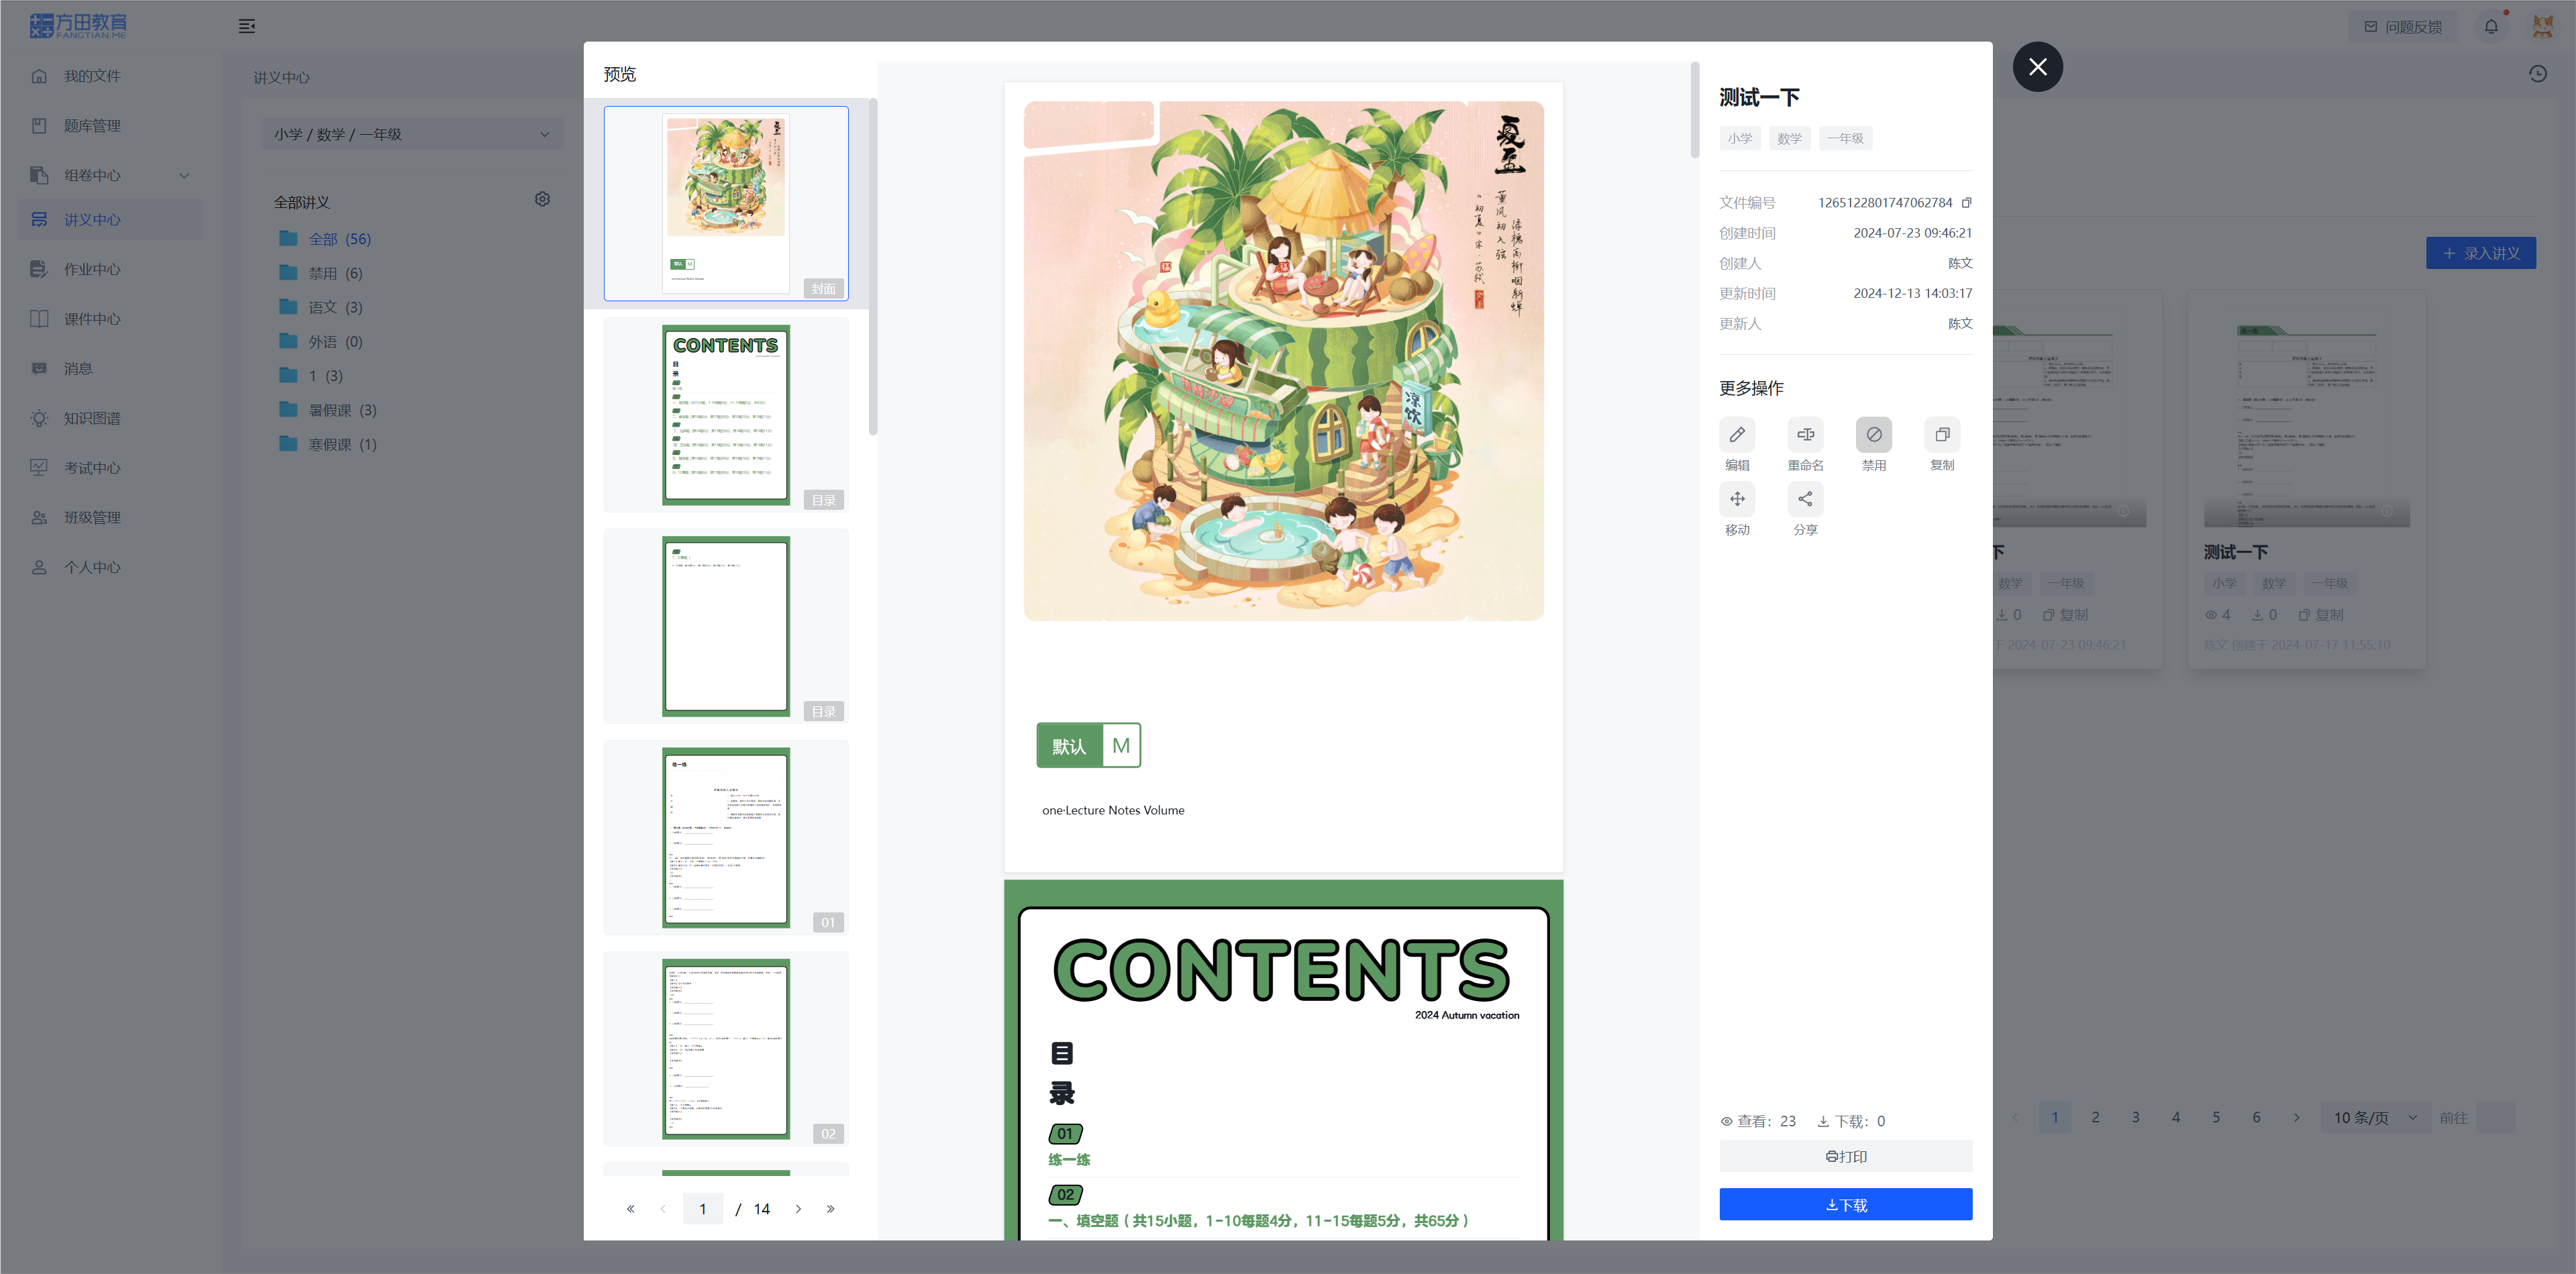 方田教育
FANGTIAN.ME
问题反馈
我的文件
题库管理
组卷中心
讲义中心
作业中心
课件中心
消息
知识图谱
考试中心
班级管理
个人中心
讲义中心
小学 / 数学 / 一年级
全部讲义
全部 (56)
禁用 (6)
语文 (3)
外语 (0)
1 (3)
暑假课 (3)
寒假课 (1)
预览
封面
CONTENTS
目
录
目录
目录
练一练
01
02
1 / 14
夏至
薰风初入弦
凉饮
默认 M
one·Lecture Notes Volume
CONTENTS
2024 Autumn vacation
目
录
01
练一练
02
一、填空题（共15小题，1-10每题4分，11-15每题5分，共65分）
测试一下
小学 数学 一年级
文件编号 1265122801747062784
创建时间 2024-07-23 09:46:21
创建人 陈文
更新时间 2024-12-13 14:03:17
更新人 陈文
更多操作
编辑 重命名 禁用 复制
移动 分享
查看：23 下载：0
打印
下载
录入讲义
下
数学 一年级
0 复制
于 2024-07-23 09:46:21
测试一下
小学 数学 一年级
4 0 复制
陈文 创建于 2024-07-17 11:55:10
1 2 3 4 5 6 10 条/页 前往